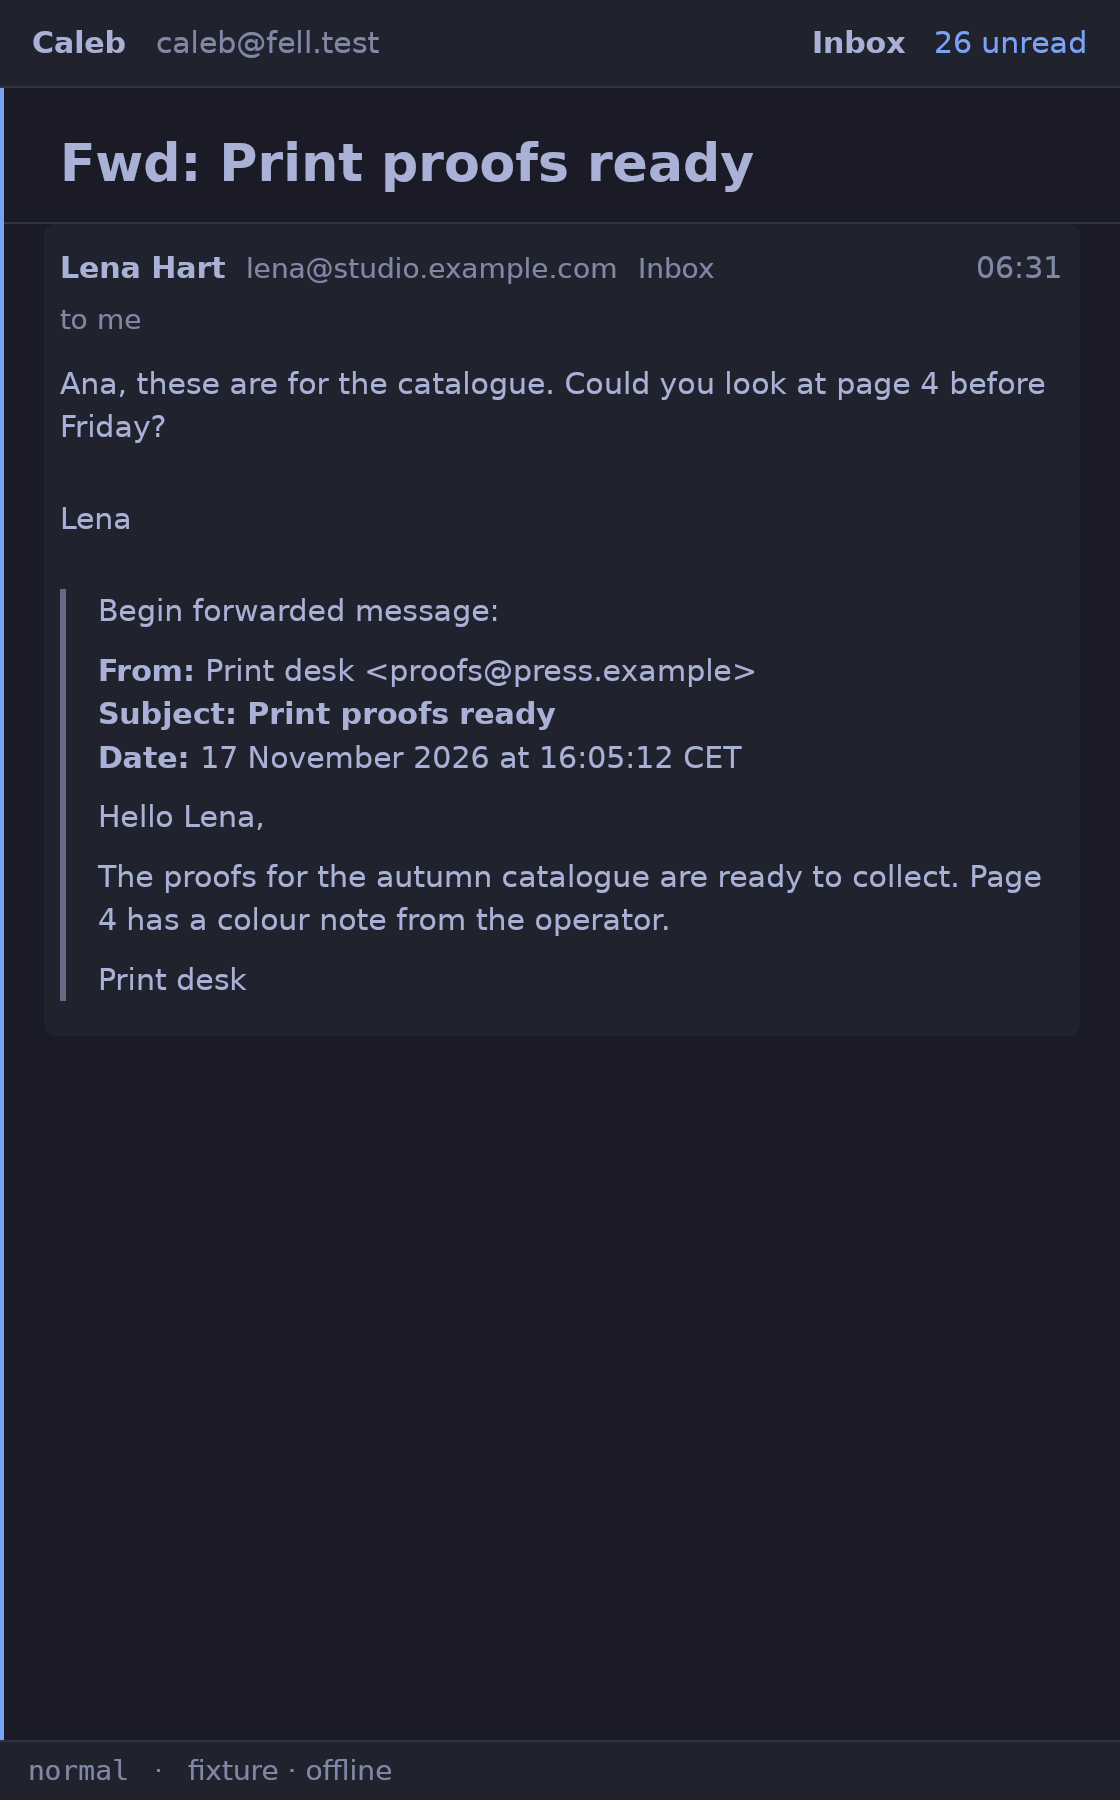 Caleb caleb@fell.test Inbox 26 unread
Fwd: Print proofs ready
Lena Hart lena@studio.example.com Inbox 06:31
to me
Ana, these are for the catalogue. Could you look at page 4 before
Friday?
Lena
Begin forwarded message:
From: Print desk <proofs@press.example>
Subject: Print proofs ready
Date: 17 November 2026 at 16:05:12 CET
Hello Lena,
The proofs for the autumn catalogue are ready to collect. Page
4 has a colour note from the operator.
Print desk
normal · fixture · offline